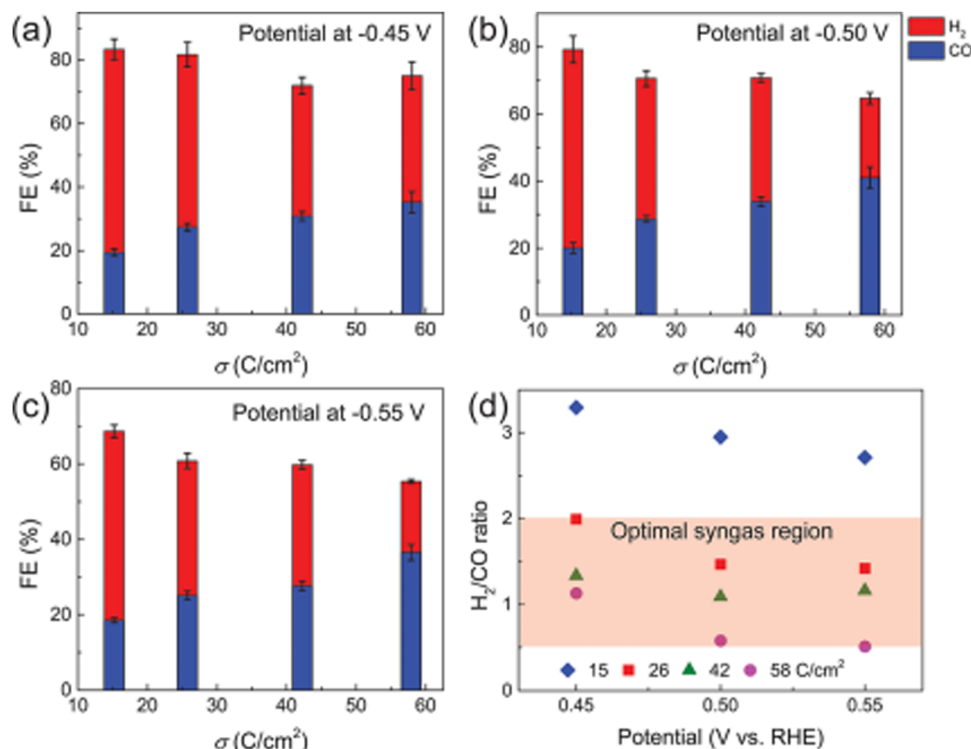 (a)
Potential at -0.45 V
FE (%)
80
60
40
20
0
10 20 30 40 50 60
σ (C/cm²)
(b)
Potential at -0.50 V
H₂
CO
FE (%)
80
60
40
20
0
10 20 30 40 50 60
σ (C/cm²)
(c)
Potential at -0.55 V
FE (%)
80
60
40
20
0
10 20 30 40 50 60
σ (C/cm²)
(d)
H₂/CO ratio
3
2
1
0
Optimal syngas region
15 26 42 58 C/cm²
0.45 0.50 0.55
Potential (V vs. RHE)